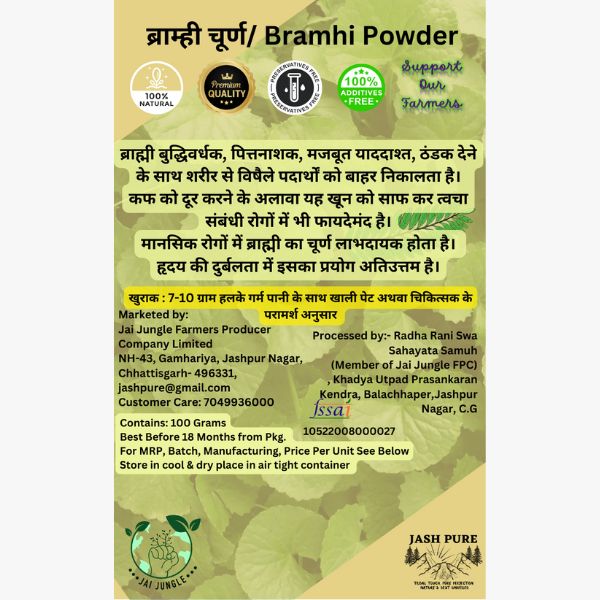 ब्राम्ही चूर्ण/ Bramhi Powder
100%
NATURAL
Premium
QUALITY
PRESERVATIVES FREE
PRESERVATIVES FREE
100%
ADDITIVES
• FREE •
Support
Our
Farmers
ब्राह्मी बुद्धिवर्धक, पित्तनाशक, मजबूत याददाश्त, ठंडक देने
के साथ शरीर से विषैले पदार्थों को बाहर निकालता है।
कफ को दूर करने के अलावा यह खून को साफ कर त्वचा
संबंधी रोगों में भी फायदेमंद है।
मानसिक रोगों में ब्राह्मी का चूर्ण लाभदायक होता है।
हृदय की दुर्बलता में इसका प्रयोग अतिउत्तम है।
खुराक : 7-10 ग्राम हलके गर्म पानी के साथ खाली पेट अथवा चिकित्सक के
परामर्श अनुसार
Marketed by:
Jai Jungle Farmers Producer
Company Limited
NH-43, Gamhariya, Jashpur Nagar,
Chhattisgarh- 496331,
jashpure@gmail.com
Customer Care: 7049936000
Processed by:- Radha Rani Swa
Sahayata Samuh
(Member of Jai Jungle FPC)
, Khadya Utpad Prasankaran
Kendra, Balachhaper,Jashpur
Nagar, C.G
fssai
10522008000027
Contains: 100 Grams
Best Before 18 Months from Pkg.
For MRP, Batch, Manufacturing, Price Per Unit See Below
Store in cool & dry place in air tight container
JAI JUNGLE
JASH PURE